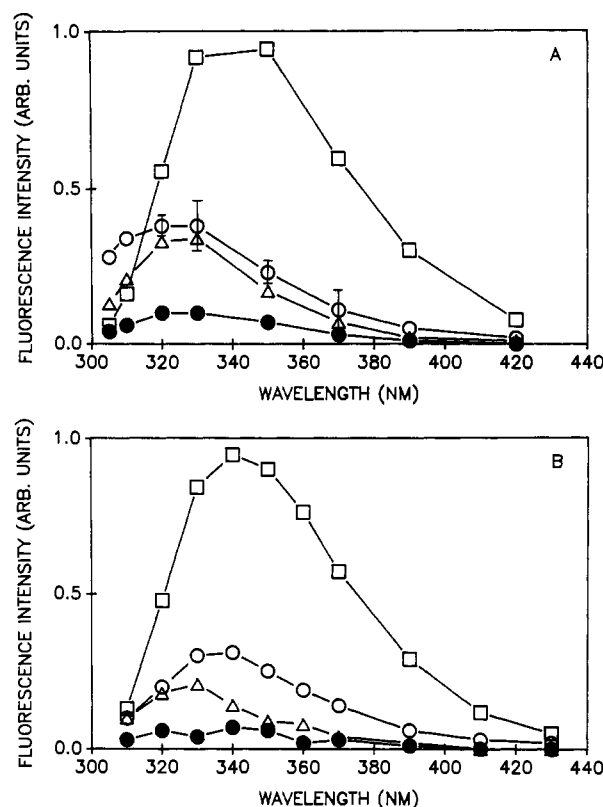 A
FLUORESCENCE INTENSITY (ARB. UNITS)
1.0
0.5
0.0
300 320 340 360 380 400 420 440
WAVELENGTH (NM)
B
FLUORESCENCE INTENSITY (ARB. UNITS)
1.0
0.5
0.0
300 320 340 360 380 400 420 440
WAVELENGTH (NM)